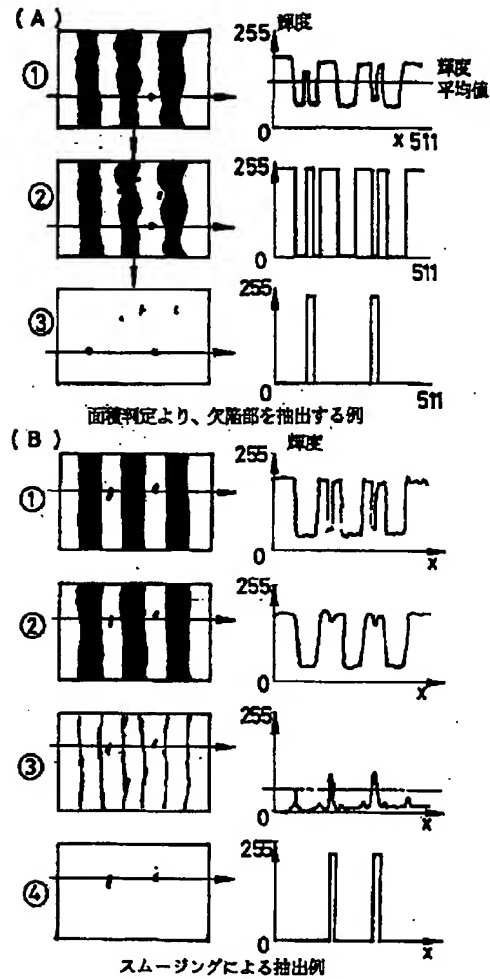 (A)
① 255 輝度
輝度
平均値
0 x 511
② 255
0 511
③ 255
0 511
面積判定より、欠陥部を抽出する例
(B)
① 255 輝度
0 x
② 255
0 x
③ 255
0 x
④ 255
0 x
スムージングによる抽出例